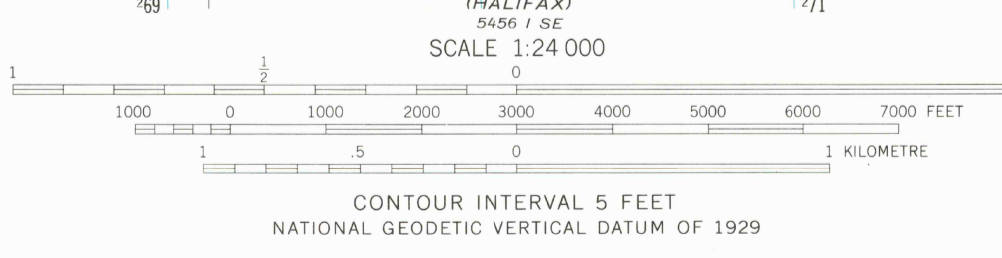 ²69 (HALIFAX) ²71
5456 I SE
SCALE 1:24 000
1 1/2 0
1000 0 1000 2000 3000 4000 5000 6000 7000 FEET
1 .5 0 1 KILOMETRE
CONTOUR INTERVAL 5 FEET
NATIONAL GEODETIC VERTICAL DATUM OF 1929